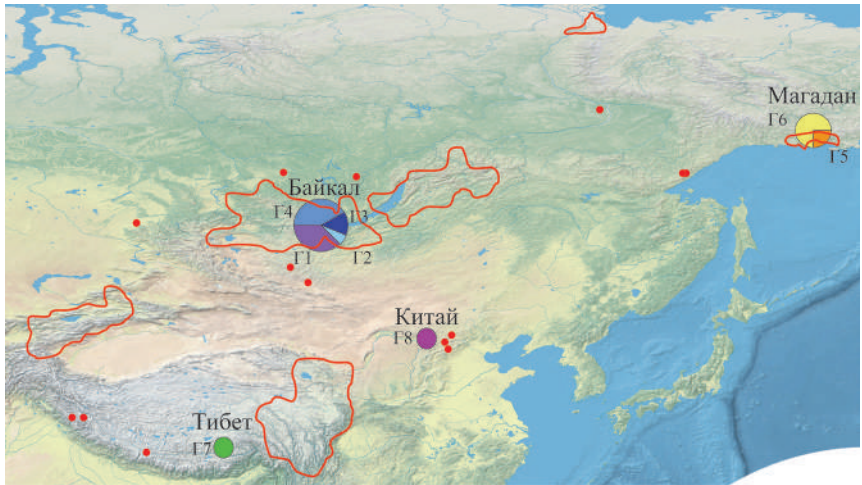 Магадан
Г6
Г5
Байкал
Г4
Г3
Г1
Г2
Китай
Г8
Тибет
Г7